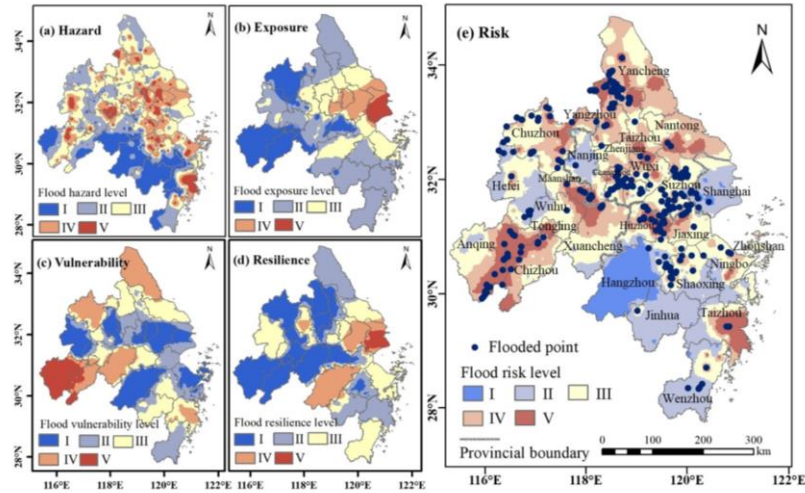 (a) Hazard
N
Flood hazard level
I
II
III
IV
V
(b) Exposure
N
Flood exposure level
I
II
III
IV
V
(c) Vulnerability
N
Flood vulnerability level
I
II
III
IV
V
(d) Resilience
N
Flood resilience level
I
II
III
IV
V
34°N
32°N
30°N
28°N
34°N
32°N
30°N
28°N
116°E 118°E 120°E 122°E
116°E 118°E 120°E 122°E
(e) Risk
N
Yancheng
Yangzhou
Chuzhou
Taizhou
Nantong
Zhenjiang
Nanjing
Wuxi
Maanshan
Hefei
Suzhou
Shanghai
Wuhu
Tongling
Huzhou
Jiaxing
Anqing
Xuancheng
Zhoushan
Chizhou
Ningbo
Hangzhou
Shaoxing
Jinhua
Taizhou
Wenzhou
Flooded point
Flood risk level
I
II
III
IV
V
Provincial boundary
0 100 200 300
km
34°N
32°N
30°N
28°N
116°E 118°E 120°E 122°E